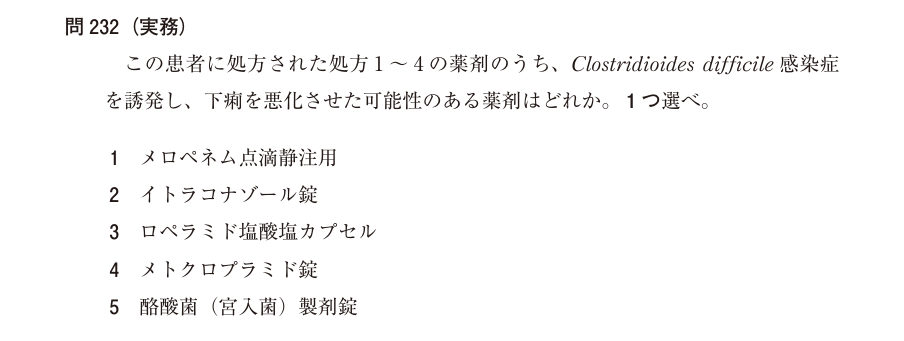 問 232（実務）
この患者に処方された処方１～４の薬剤のうち、Clostridioides difficile 感染症
を誘発し、下痢を悪化させた可能性のある薬剤はどれか。１つ選べ。
1 メロペネム点滴静注用
2 イトラコナゾール錠
3 ロペラミド塩酸塩カプセル
4 メトクロプラミド錠
5 酪酸菌（宮入菌）製剤錠